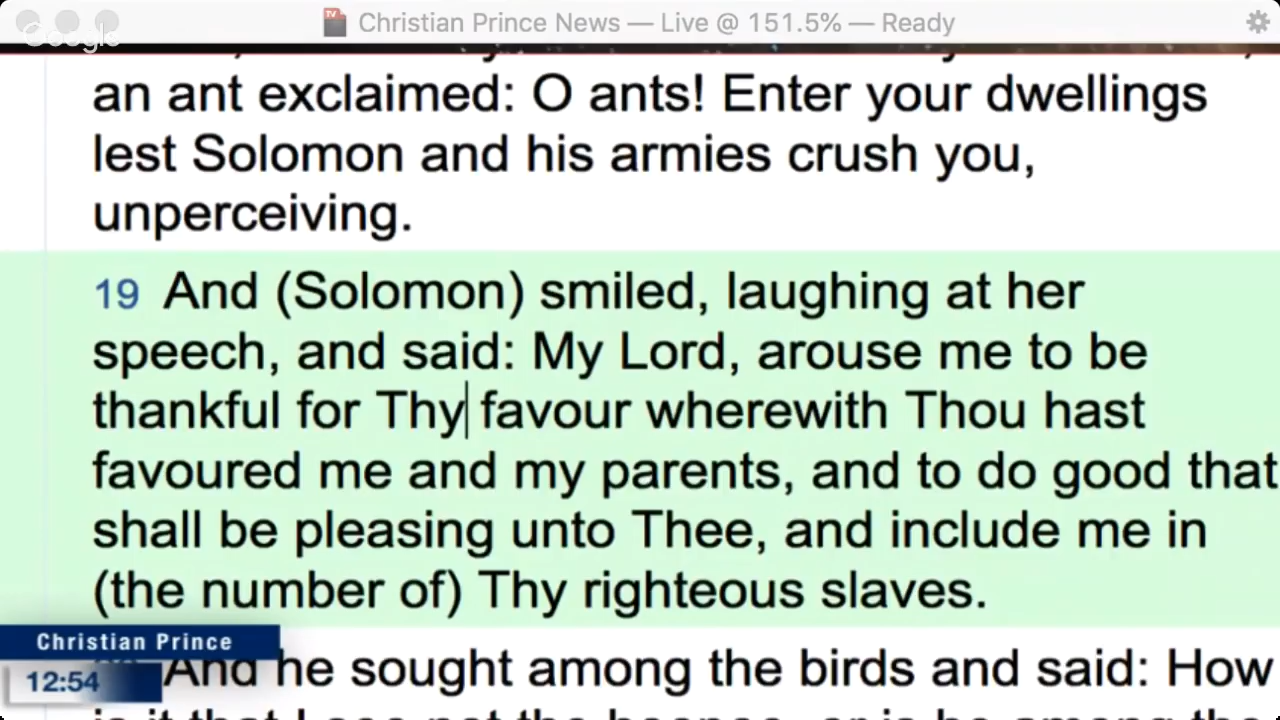 Christian Prince News — Live @ 151.5% — Ready
Google
an ant exclaimed: O ants! Enter your dwellings
lest Solomon and his armies crush you,
unperceiving.
19 And (Solomon) smiled, laughing at her
speech, and said: My Lord, arouse me to be
thankful for Thy favour wherewith Thou hast
favoured me and my parents, and to do good that
shall be pleasing unto Thee, and include me in
(the number of) Thy righteous slaves.
Christian Prince
And he sought among the birds and said: How
12:54